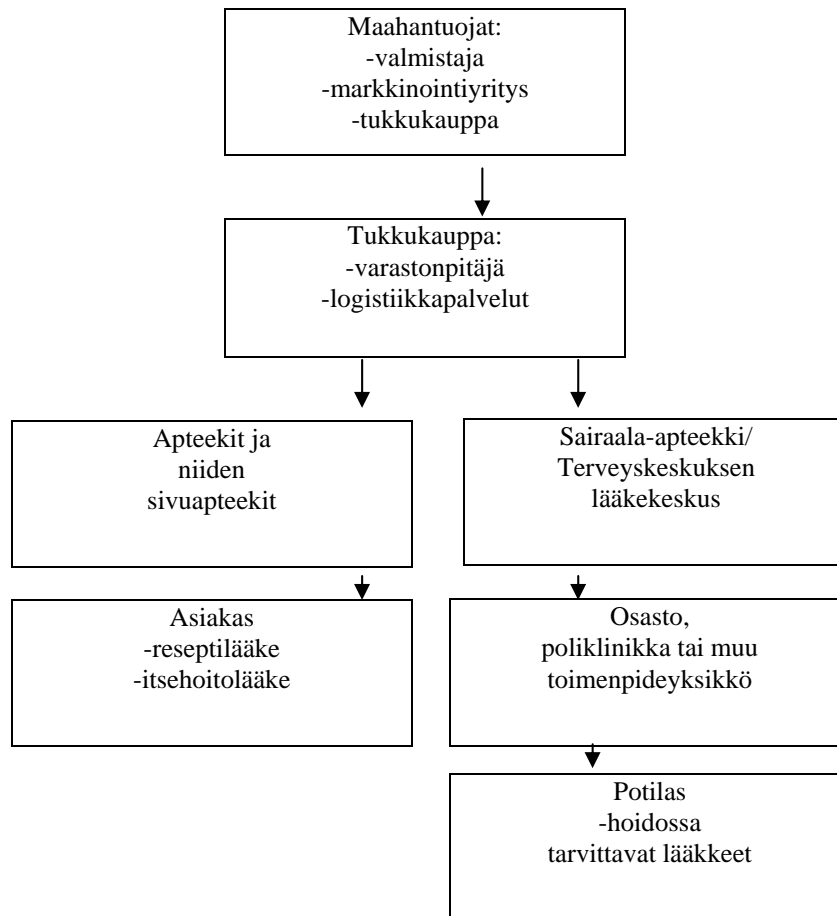 Maahantuojat:
-valmistaja
-markkinointiyritys
-tukkukauppa
Tukkukauppa:
-varastonpitäjä
-logistiikkapalvelut
Apteekit ja
niiden
sivuapteekit
Sairaala-apteekki/
Terveyskeskuksen
lääkekeskus
Asiakas
-reseptilääke
-itsehoitolääke
Osasto,
poliklinikka tai muu
toimenpideyksikkö
Potilas
-hoidossa
tarvittavat lääkkeet